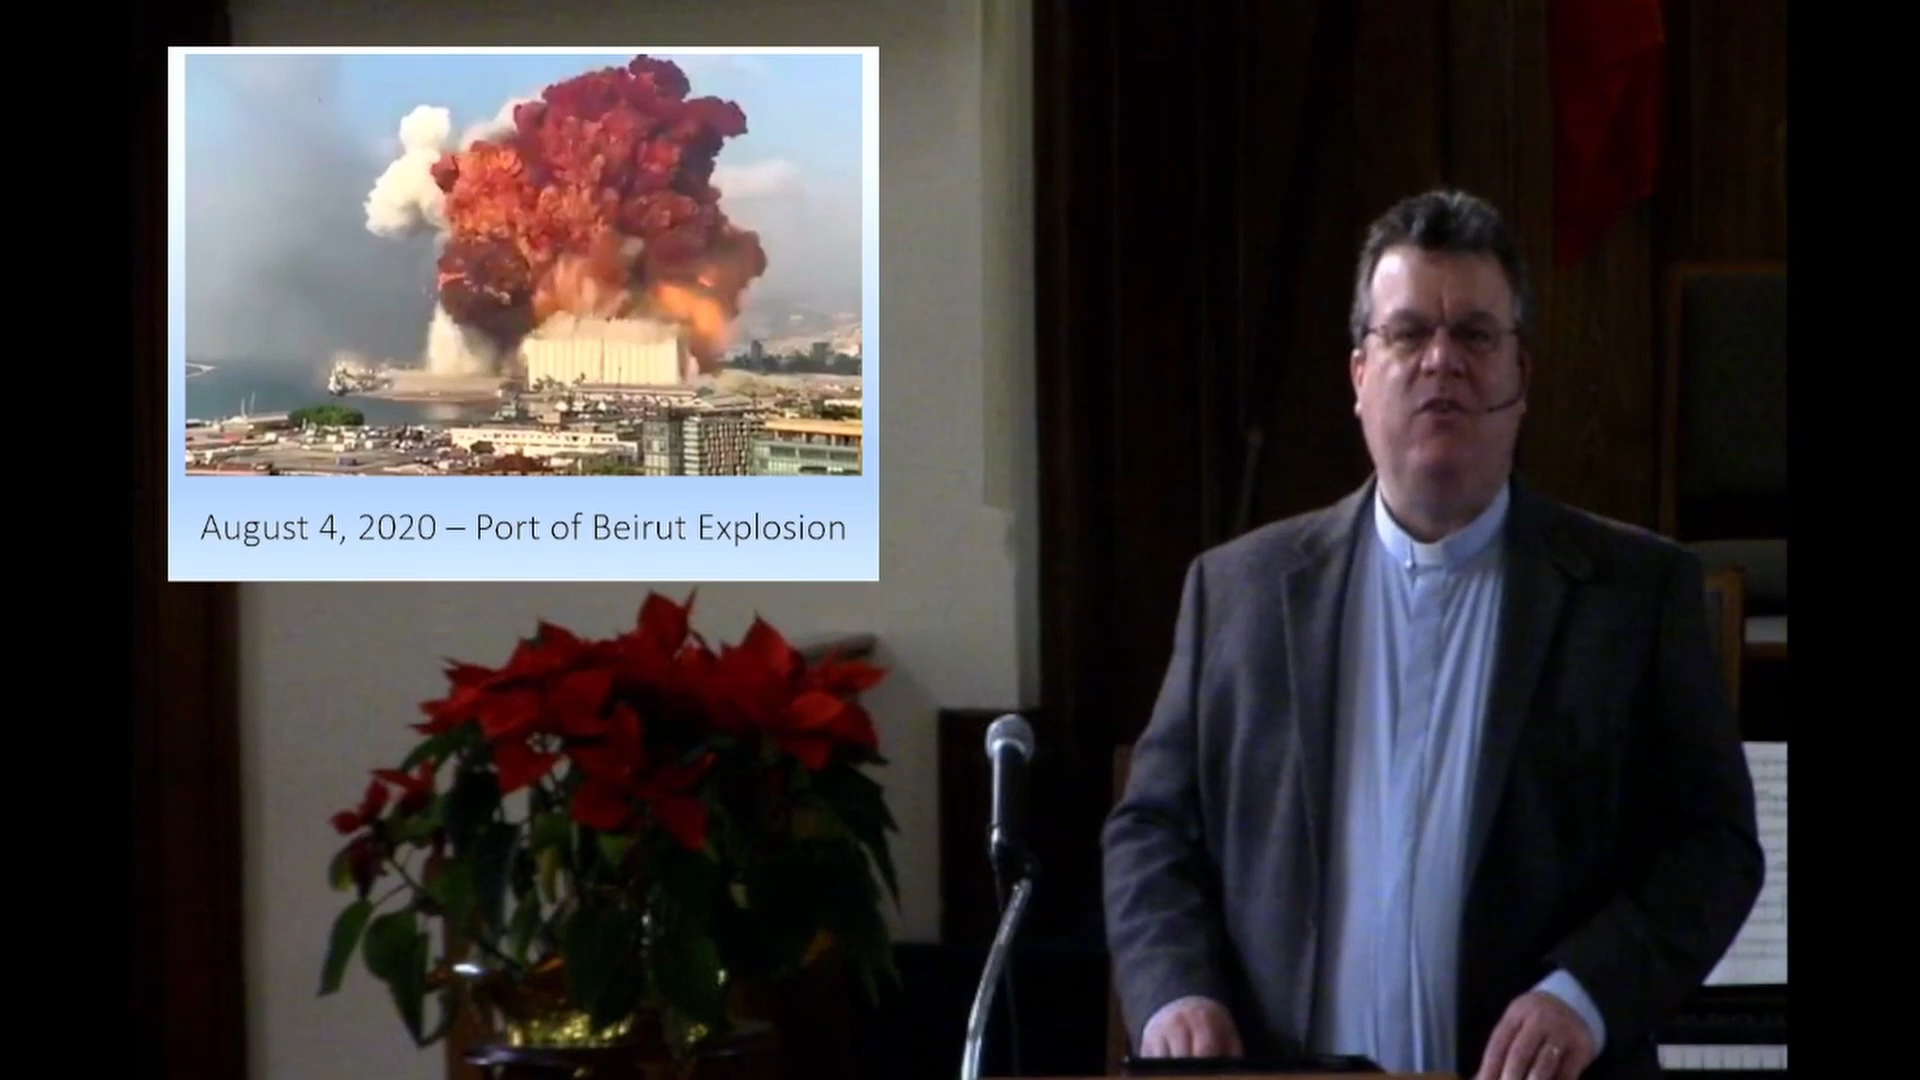 August 4, 2020 – Port of Beirut Explosion